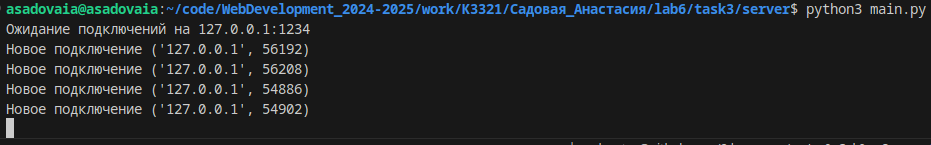 asadovaia@asadovaia:~/code/WebDevelopment_2024-2025/work/K3321/Садовая_Анастасия/lab6/task3/server$ python3 main.py
Ожидание подключений на 127.0.0.1:1234
Новое подключение ('127.0.0.1', 56192)
Новое подключение ('127.0.0.1', 56208)
Новое подключение ('127.0.0.1', 54886)
Новое подключение ('127.0.0.1', 54902)